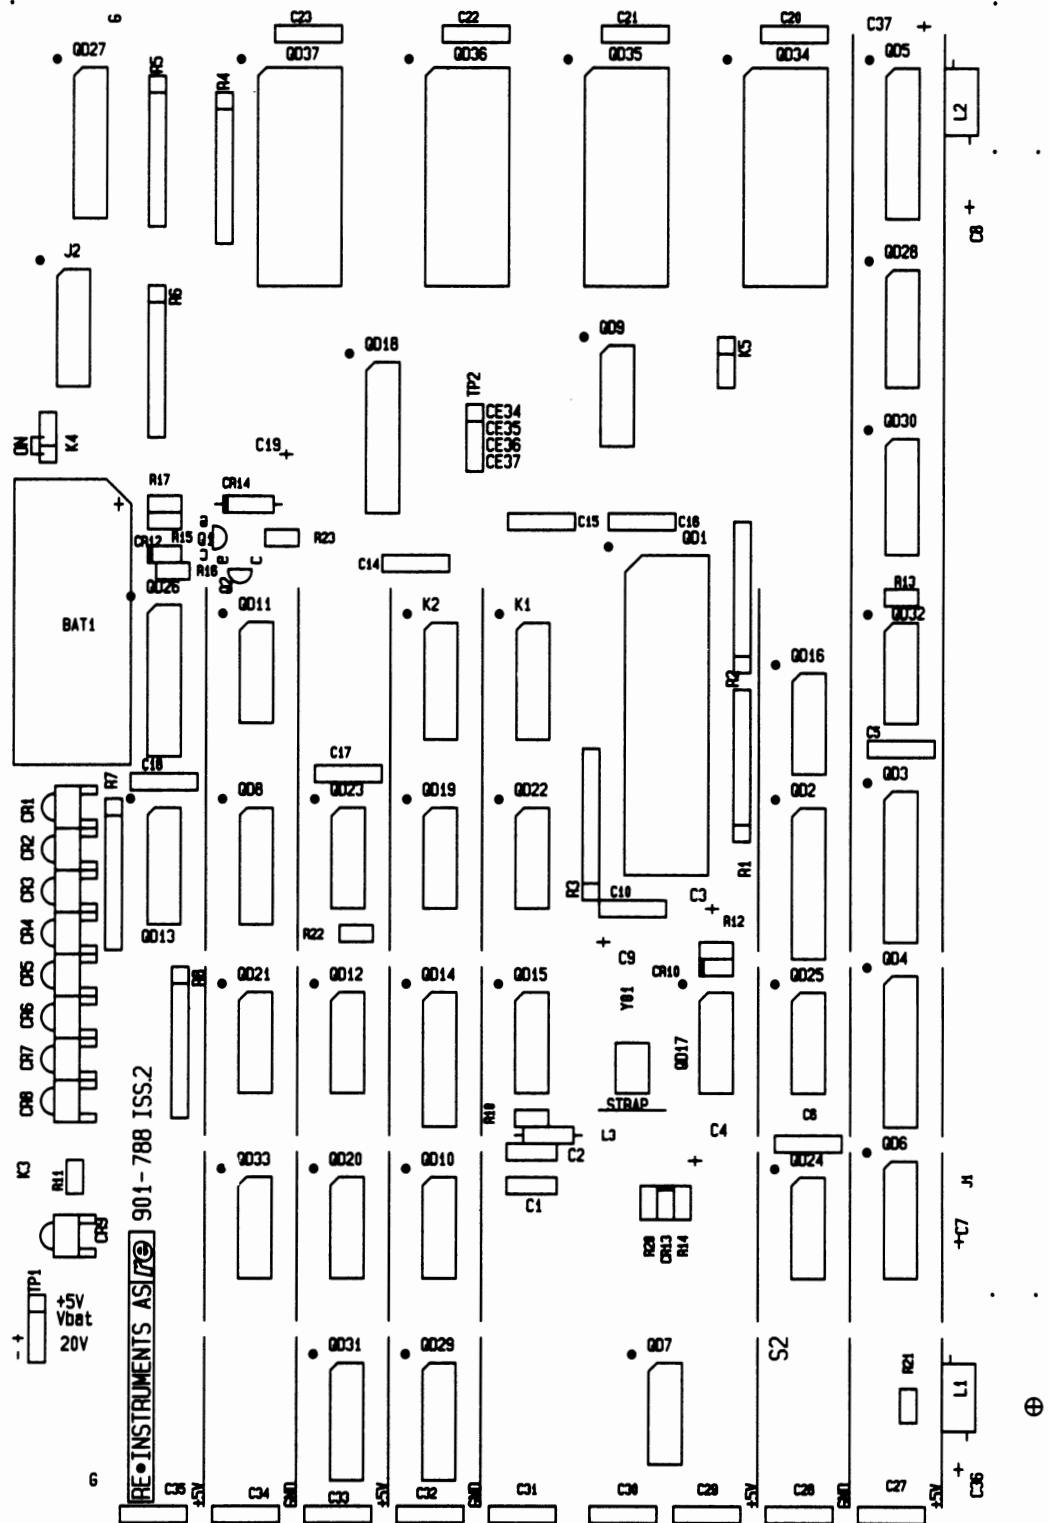 G
C23
C22
C21
C20
C37
+
QD27
R5
R4
QD37
QD36
QD35
QD34
QD5
L2
+
C8
J2
R6
QD28
QD18
QD9
K5
TP2
CE34
CE35
CE36
CE37
QD30
ON
K4
C19
+
R17
CR14
+
R15
Q1
e
c
R23
C15
C16
QD1
CR12
R16
e
c
Q2
C14
QD26
R13
BAT1
QD11
K2
K1
QD32
QD16
R2
C5
C18
C17
R7
QD8
QD23
QD19
QD22
QD2
QD3
CR1
CR2
CR3
CR4
CR5
CR6
CR7
CR8
R3
C10
C3
+
R1
R12
QD13
R22
+
C9
CR10
R8
QD21
QD12
QD14
QD15
Y01
QD25
QD4
QD17
STRAP
R10
L3
C2
C4
+
C6
K3
R11
QD33
QD20
QD10
C1
QD24
QD6
J1
+
C7
CR9
R20
CR13
R14
TP1
+5V
Vbat
20V
- +
RE•INSTRUMENTS AS re 901-788 ISS.2
QD31
QD29
QD7
S2
R21
L1
+
C36
G
C35
+5V
C34
GND
C33
+5V
C32
GND
C31
C30
C29
+5V
C28
GND
C27
+5V